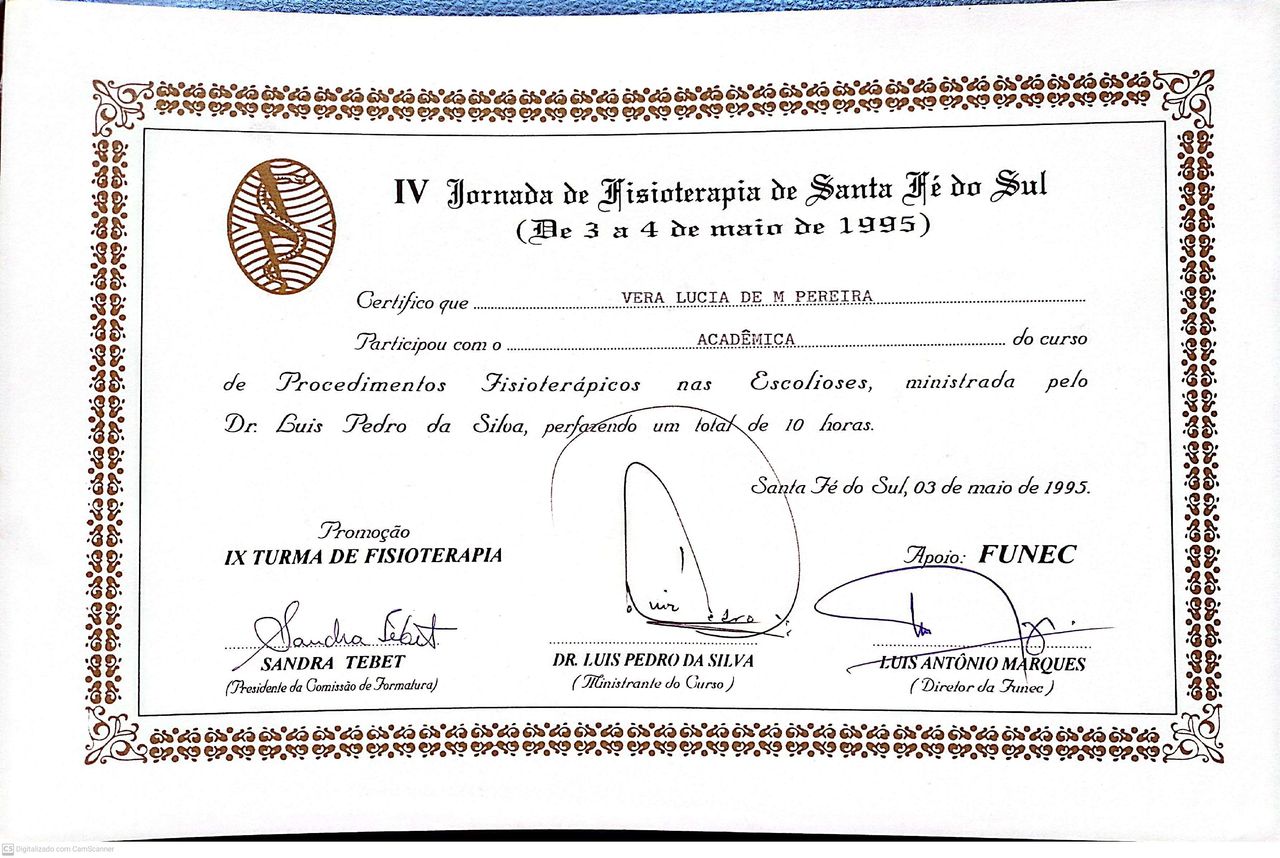 IV Jornada de Fisioterapia de Santa Fé do Sul
(De 3 a 4 de maio de 1995)
Certifico que VERA LUCIA DE M PEREIRA
Participou com o ACADÊMICA do curso
de Procedimentos Fisioterápicos nas Escolioses, ministrada pelo
Dr. Luis Pedro da Silva, perfazendo um total de 10 horas.
Santa Fé do Sul, 03 de maio de 1995.
Promoção
IX TURMA DE FISIOTERAPIA
Apoio: FUNEC
Sandra Tebet
SANDRA TEBET
(Presidente da Comissão de Formatura)
DR. LUIS PEDRO DA SILVA
(Ministrante do Curso)
LUIS ANTÔNIO MARQUES
(Diretor da Funec)
CS Digitalizado com CamScanner